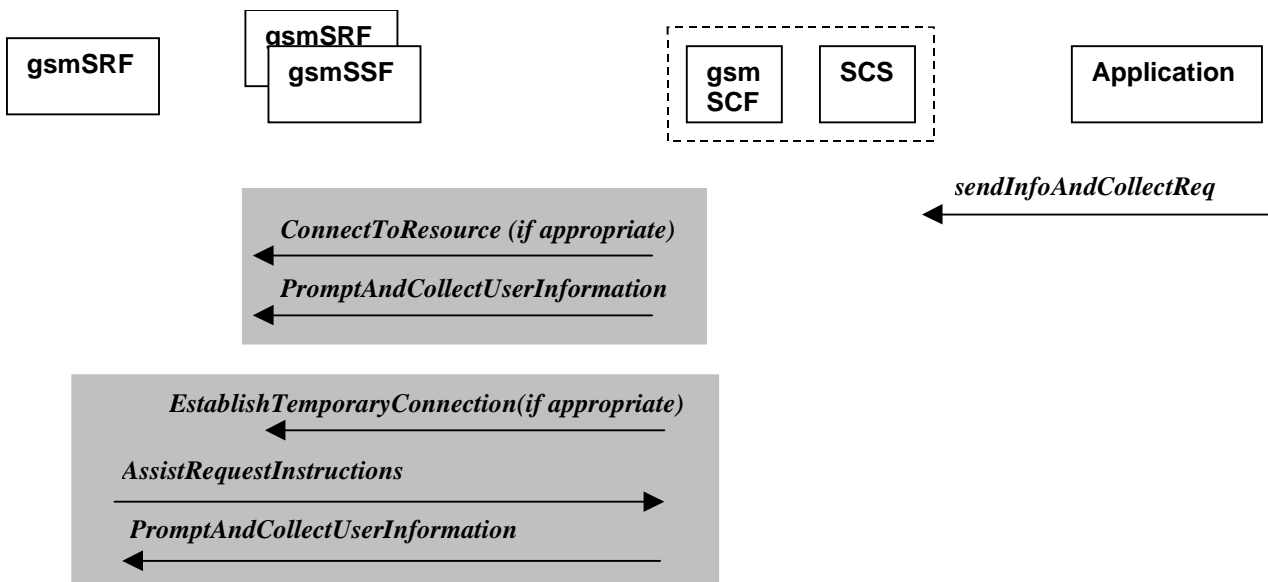 gsmSRF
gsmSRF
gsmSSF
gsm
SCF
SCS
Application
sendInfoAndCollectReq
ConnectToResource (if appropriate)
PromptAndCollectUserInformation
EstablishTemporaryConnection(if appropriate)
AssistRequestInstructions
PromptAndCollectUserInformation